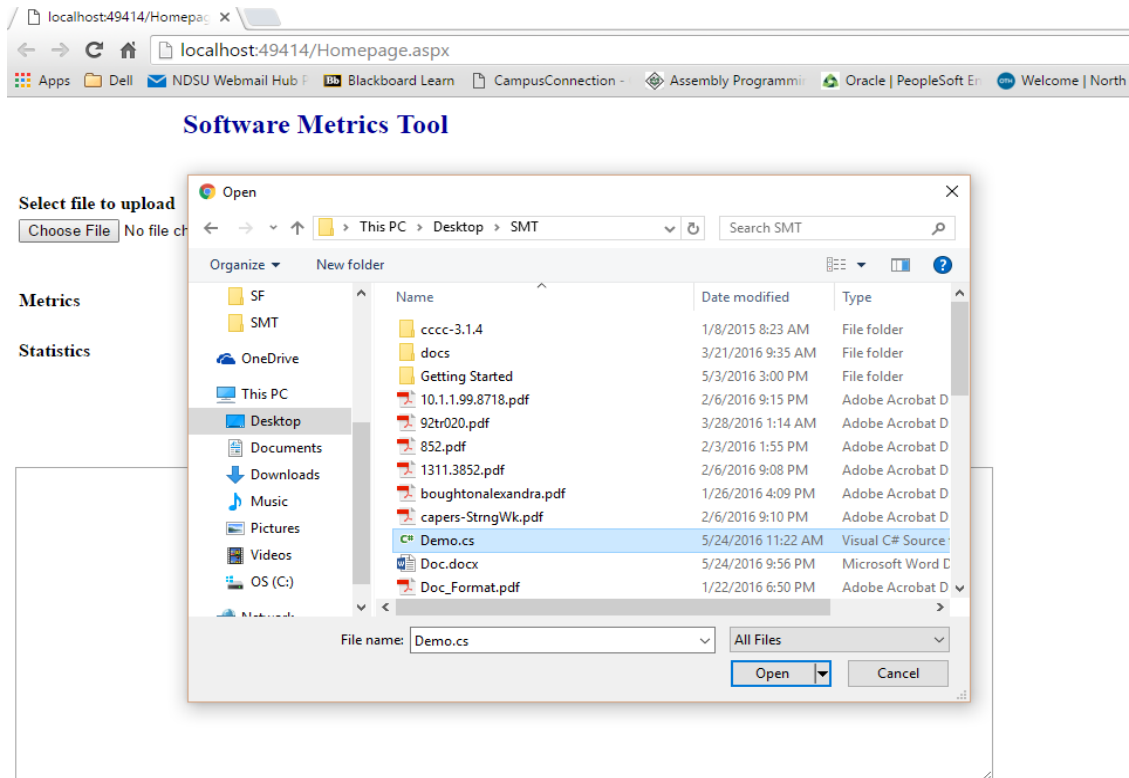 localhost:49414/Homepag
localhost:49414/Homepage.aspx
Apps Dell NDSU Webmail Hub P Blackboard Learn CampusConnection - Assembly Programmi Oracle | PeopleSoft En Welcome | North
Software Metrics Tool
Select file to upload
Choose File No file ch
Metrics
Statistics
Open
This PC Desktop SMT Search SMT
Organize New folder
SF
SMT
OneDrive
This PC
Desktop
Documents
Downloads
Music
Pictures
Videos
OS (C:)
Network
Name Date modified Type
cccc-3.1.4 1/8/2015 8:23 AM File folder
docs 3/21/2016 9:35 AM File folder
Getting Started 5/3/2016 3:00 PM File folder
10.1.1.99.8718.pdf 2/6/2016 9:15 PM Adobe Acrobat D
92tr020.pdf 3/28/2016 1:14 AM Adobe Acrobat D
852.pdf 2/3/2016 1:55 PM Adobe Acrobat D
1311.3852.pdf 2/6/2016 9:08 PM Adobe Acrobat D
boughtonalexandra.pdf 1/26/2016 4:09 PM Adobe Acrobat D
capers-StrngWk.pdf 2/6/2016 9:10 PM Adobe Acrobat D
Demo.cs 5/24/2016 11:22 AM Visual C# Source
Doc.docx 5/24/2016 9:56 PM Microsoft Word D
Doc_Format.pdf 1/22/2016 6:50 PM Adobe Acrobat D
File name: Demo.cs All Files
Open Cancel